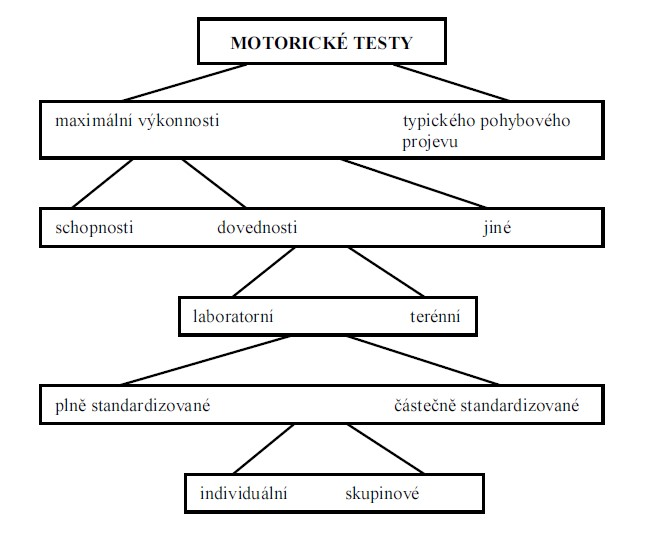 MOTORICKÉ TESTY
maximální výkonnosti typického pohybového
projevu
schopnosti dovednosti jiné
laboratorní terénní
plně standardizované částečně standardizované
individuální skupinové